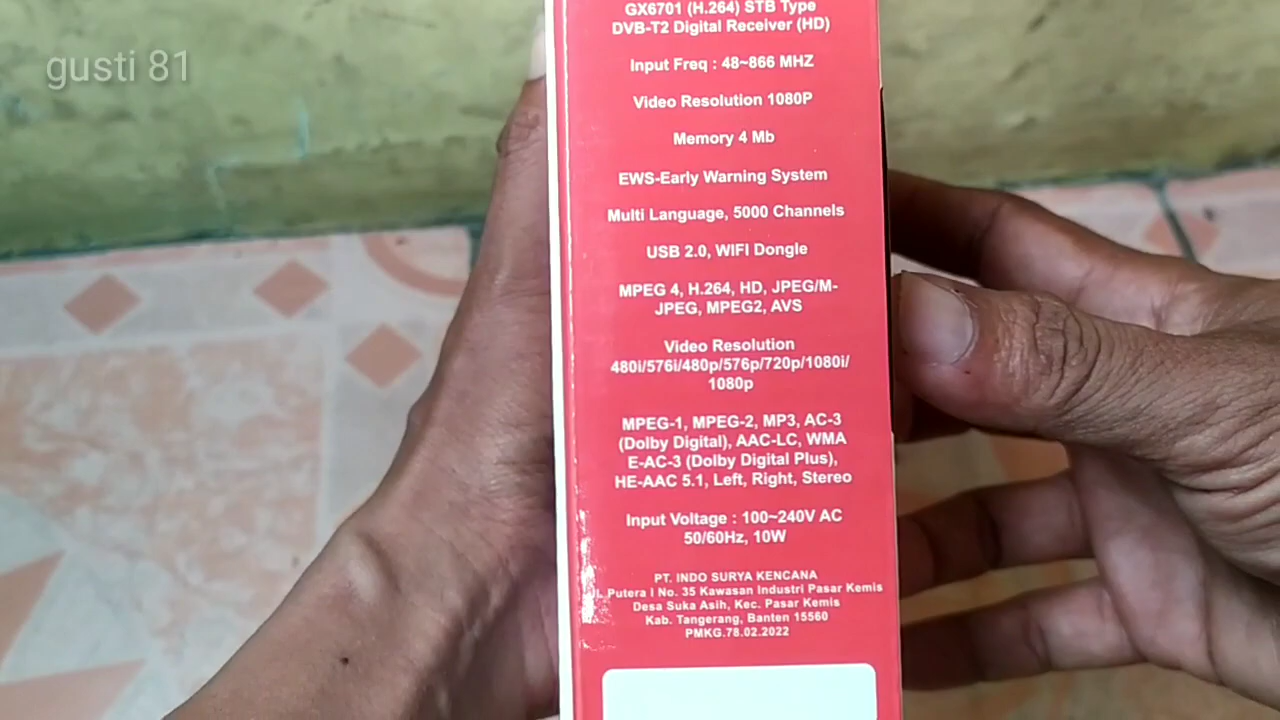 gusti 81
GX6701 (H.264) STB Type
DVB-T2 Digital Receiver (HD)
Input Freq : 48~866 MHZ
Video Resolution 1080P
Memory 4 Mb
EWS-Early Warning System
Multi Language, 5000 Channels
USB 2.0, WIFI Dongle
MPEG 4, H.264, HD, JPEG/M-
JPEG, MPEG2, AVS
Video Resolution
480i/576i/480p/576p/720p/1080i/
1080p
MPEG-1, MPEG-2, MP3, AC-3
(Dolby Digital), AAC-LC, WMA
E-AC-3 (Dolby Digital Plus),
HE-AAC 5.1, Left, Right, Stereo
Input Voltage : 100~240V AC
50/60Hz, 10W
PT. INDO SURYA KENCANA
Putera I No. 35 Kawasan Industri Pasar Kemis
Desa Suka Asih, Kec. Pasar Kemis
Kab. Tangerang, Banten 15560
PMKG.78.02.2022